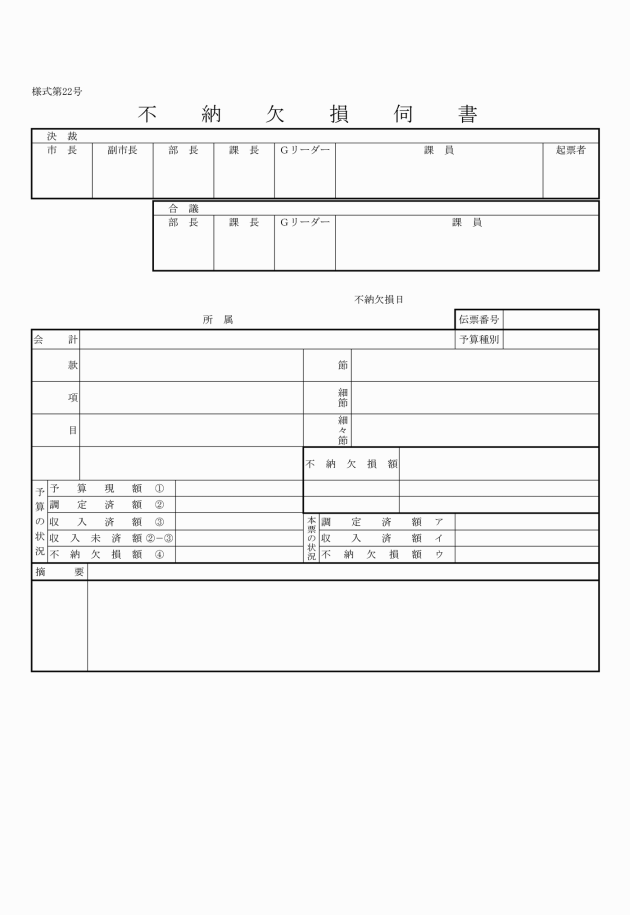 様式第22号
不納欠損伺書
決裁
市長 副市長 部長 課長 Gリーダー 課員 起票者
合議
部長 課長 Gリーダー 課員
不納欠損日
所属 伝票番号
会計 予算種別
款 節
項 細節
目 細々節
不納欠損額
予算の状況
予算現額①
調定済額②
収入済額③
収入未済額②－③
不納欠損額④
本票の状況
調定済額ア
収入済額イ
不納欠損額ウ
摘要